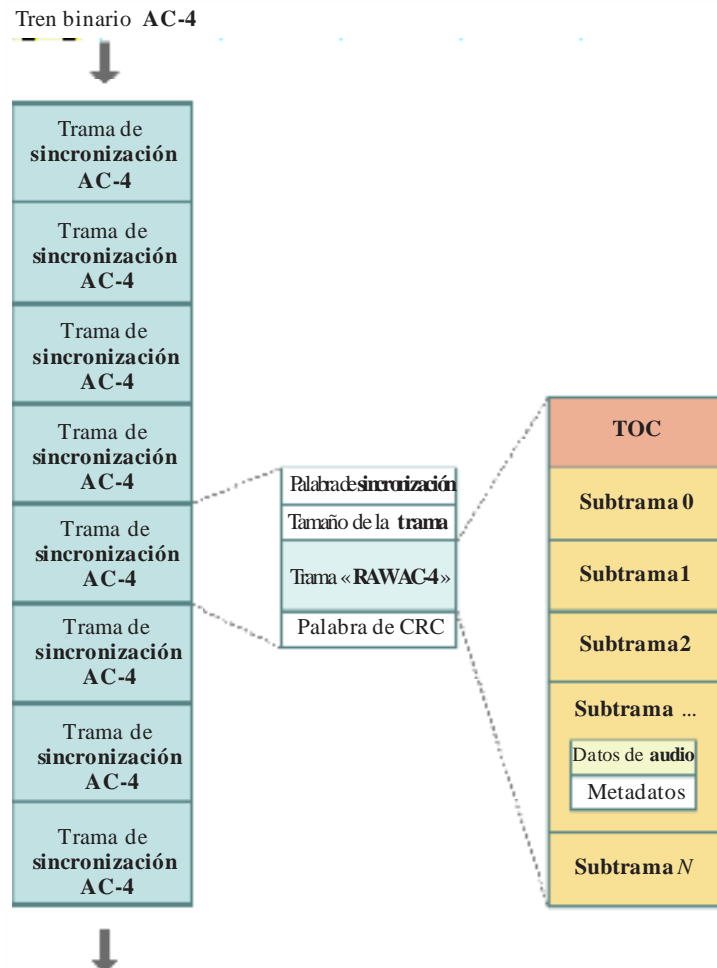 Tren binario AC-4
Trama de
sincronización
AC-4
Trama de
sincronización
AC-4
Trama de
sincronización
AC-4
Trama de
sincronización
AC-4
Trama de
sincronización
AC-4
Trama de
sincronización
AC-4
Trama de
sincronización
AC-4
Trama de
sincronización
AC-4
Palabra de sincronización
Tamaño de la trama
Trama «RAW AC-4»
Palabra de CRC
TOC
Subtrama 0
Subtrama 1
Subtrama 2
Subtrama ...
Datos de audio
Metadatos
Subtrama N